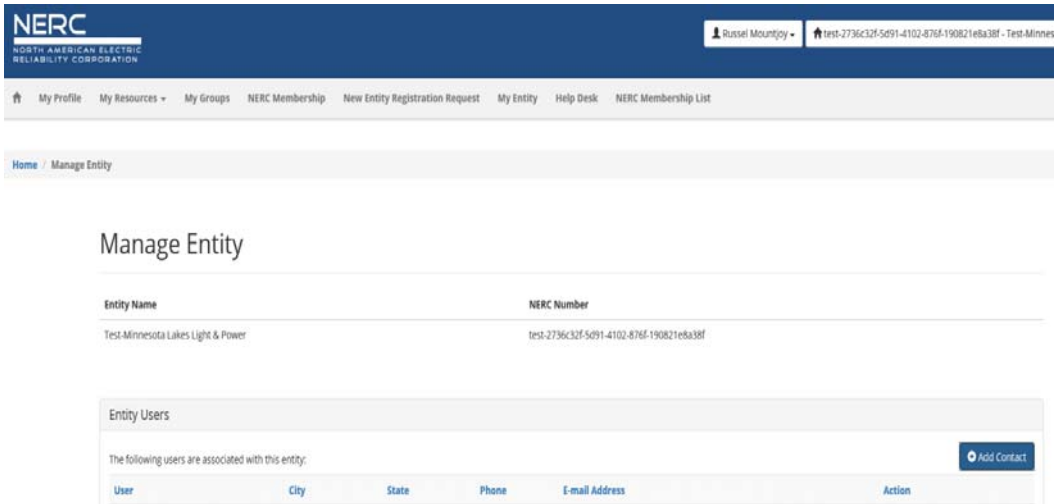 NERC
NORTH AMERICAN ELECTRIC
RELIABILITY CORPORATION
Russel Mountjoy
test-2736c32f-5d91-4102-876f-190821e8a38f - Test-Minnes
My Profile My Resources My Groups NERC Membership New Entity Registration Request My Entity Help Desk NERC Membership List
Home / Manage Entity
Manage Entity
Entity Name NERC Number
Test-Minnesota Lakes Light & Power test-2736c32f-5d91-4102-876f-190821e8a38f
Entity Users
The following users are associated with this entity: Add Contact
User City State Phone E-mail Address Action